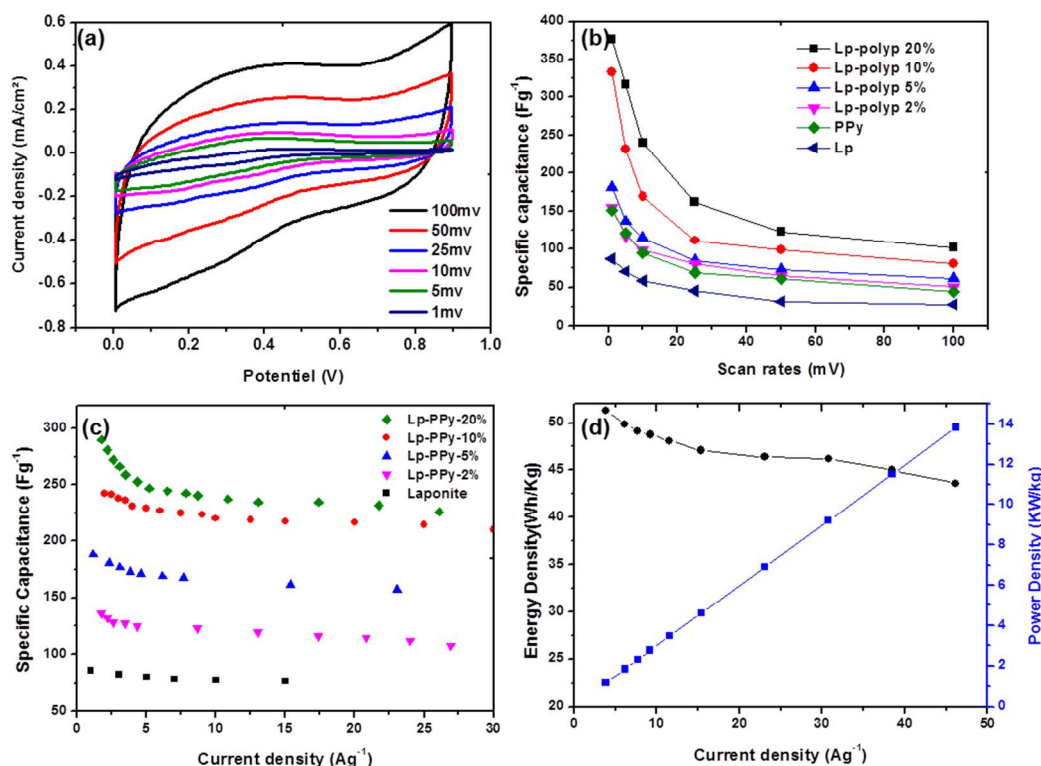 (a)
0.6
0.4
0.2
0.0
-0.2
-0.4
-0.6
-0.8
Current density (mA/cm²)
100mv
50mv
25mv
10mv
5mv
1mv
0.0 0.2 0.4 0.6 0.8 1.0
Potentiel (V)
(b)
400
350
300
250
200
150
100
50
0
Specific capacitance (Fg⁻¹)
Lp-polyp 20%
Lp-polyp 10%
Lp-polyp 5%
Lp-polyp 2%
PPy
Lp
0 20 40 60 80 100
Scan rates (mV)
(c)
300
250
200
150
100
50
Specific Capacitance (Fg⁻¹)
Lp-PPy-20%
Lp-PPy-10%
Lp-PPy-5%
Lp-PPy-2%
Laponite
0 5 10 15 20 25 30
Current density (Ag⁻¹)
(d)
50
45
40
35
30
25
20
Energy Density(Wh/Kg)
14
12
10
8
6
4
2
0
Power Density (KW/kg)
0 10 20 30 40 50
Current density (Ag⁻¹)